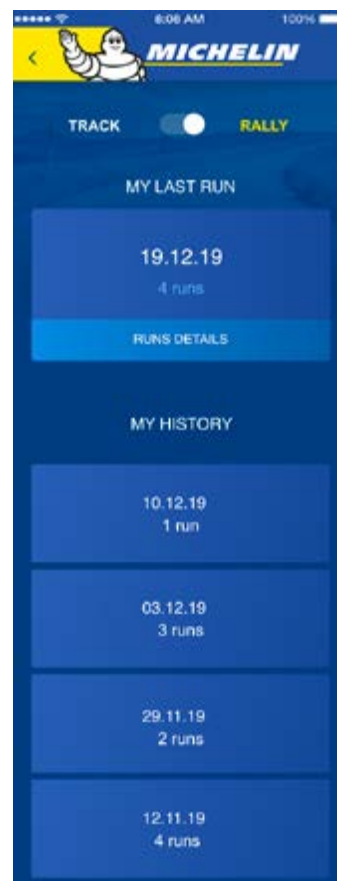 6:06 AM 100%
MICHELIN
TRACK RALLY
MY LAST RUN
19.12.19
4 runs
RUNS DETAILS
MY HISTORY
10.12.19
1 run
03.12.19
3 runs
29.11.19
2 runs
12.11.19
4 runs